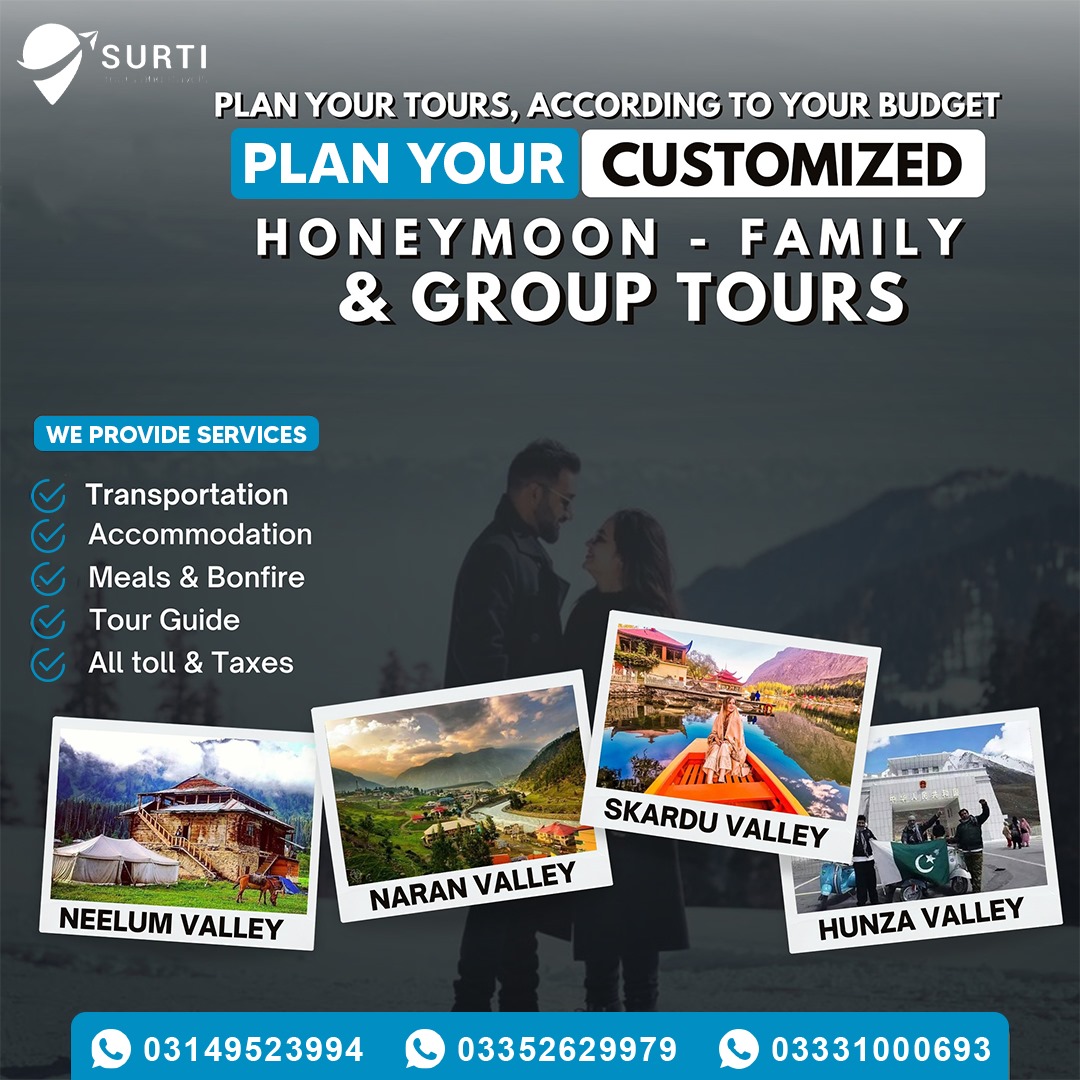 SURTI
PLAN YOUR TOURS, ACCORDING TO YOUR BUDGET
PLAN YOUR CUSTOMIZED
HONEYMOON - FAMILY
& GROUP TOURS
WE PROVIDE SERVICES
Transportation
Accommodation
Meals & Bonfire
Tour Guide
All toll & Taxes
NEELUM VALLEY
NARAN VALLEY
SKARDU VALLEY
HUNZA VALLEY
03149523994 03352629979 03331000693